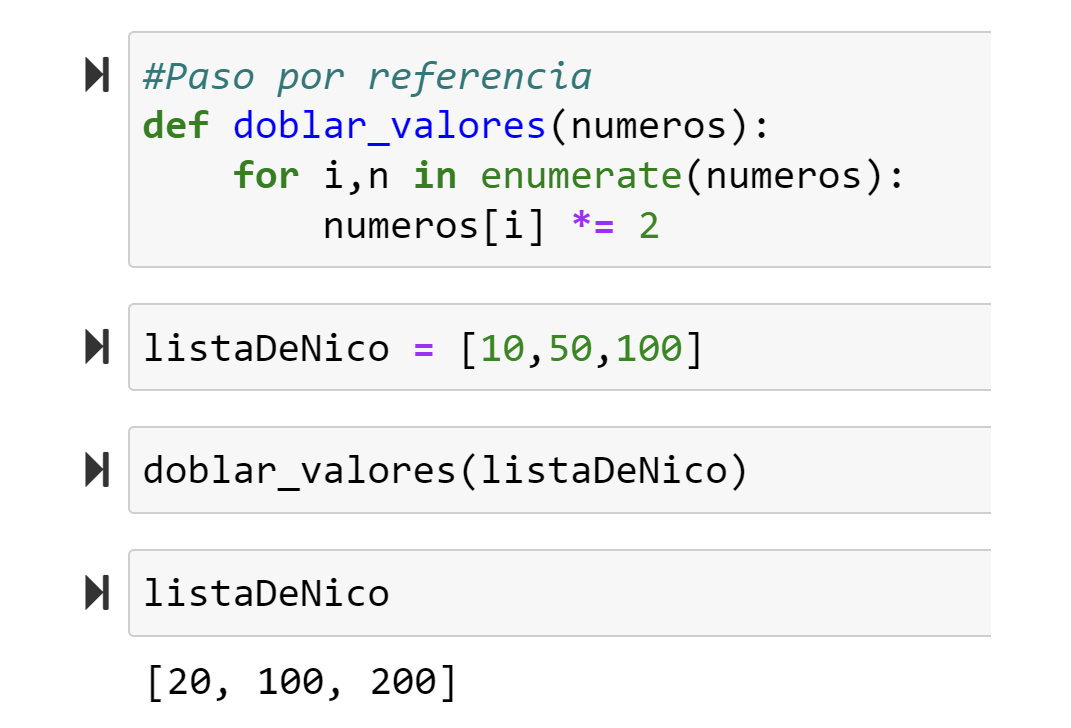 #Paso por referencia
def doblar_valores(numeros):
    for i,n in enumerate(numeros):
        numeros[i] *= 2
listaDeNico = [10,50,100]
doblar_valores(listaDeNico)
listaDeNico
[20, 100, 200]